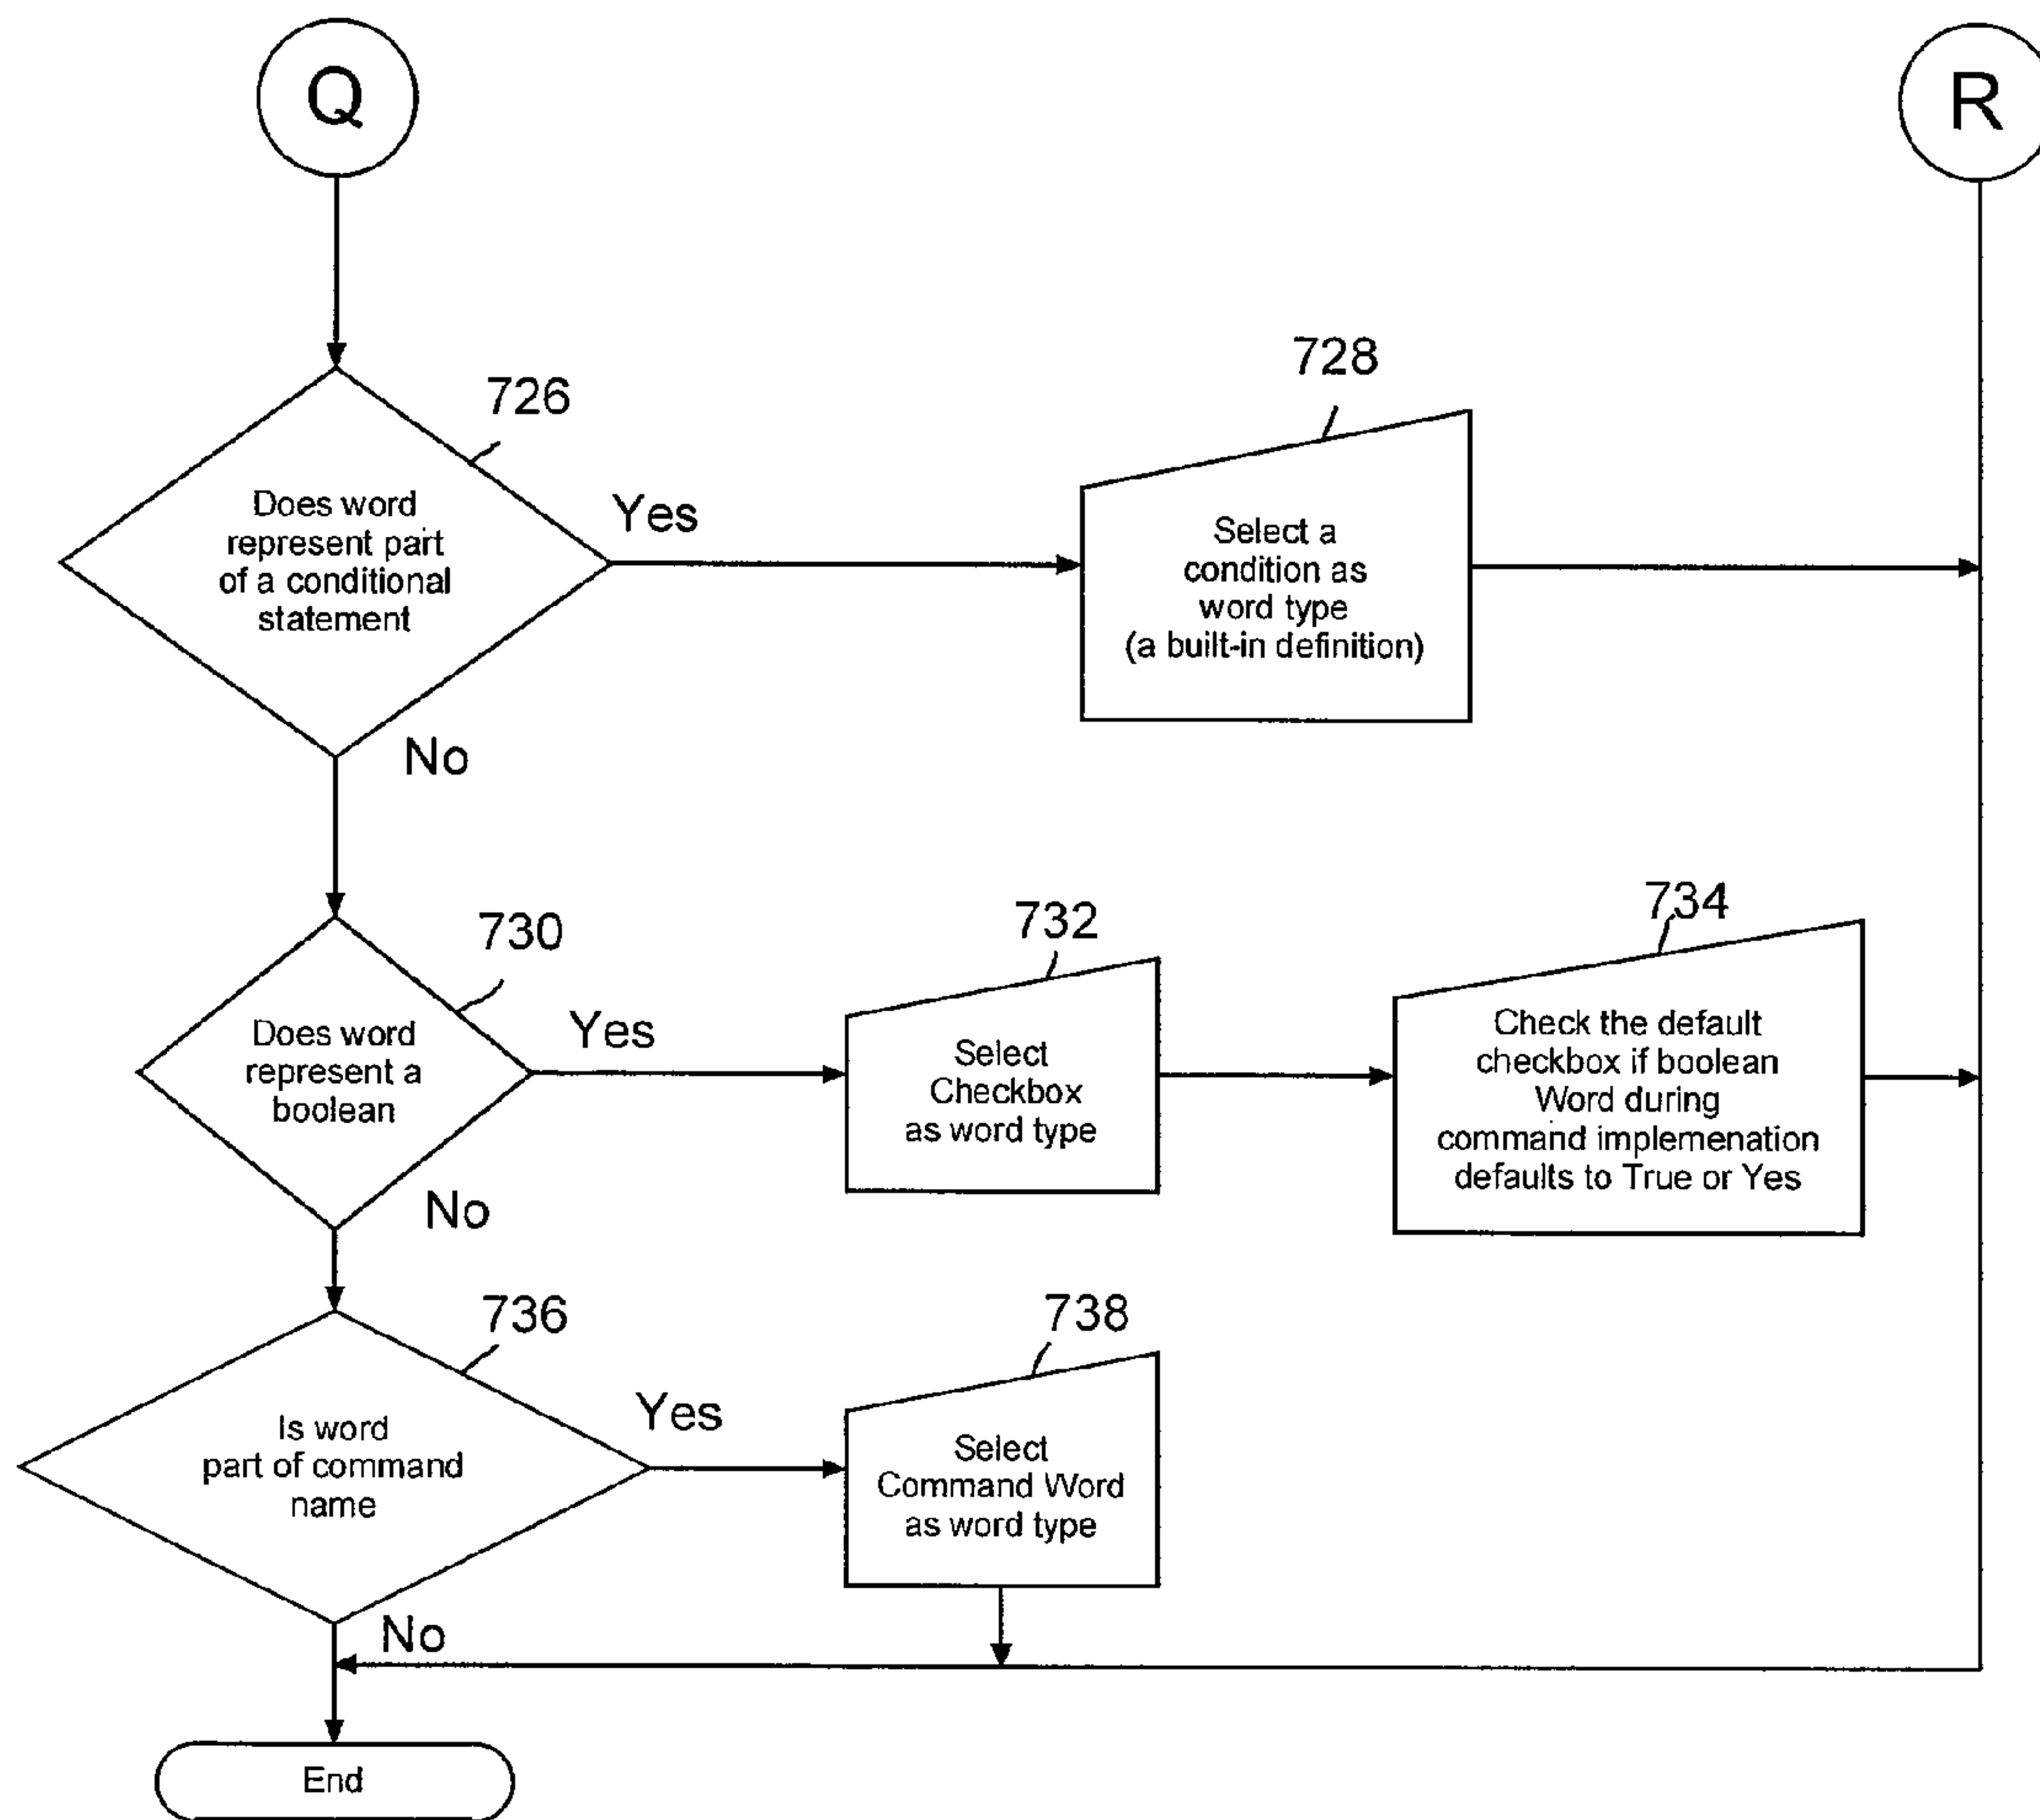 Q
R
726
Does word
represent part
of a conditional
statement
Yes
728
Select a
condition as
word type
(a built-in definition)
No
730
Does word
represent a
boolean
Yes
732
Select
Checkbox
as word type
734
Check the default
checkbox if boolean
Word during
command implemenation
defaults to True or Yes
No
736
Is word
part of command
name
Yes
738
Select
Command Word
as word type
No
End